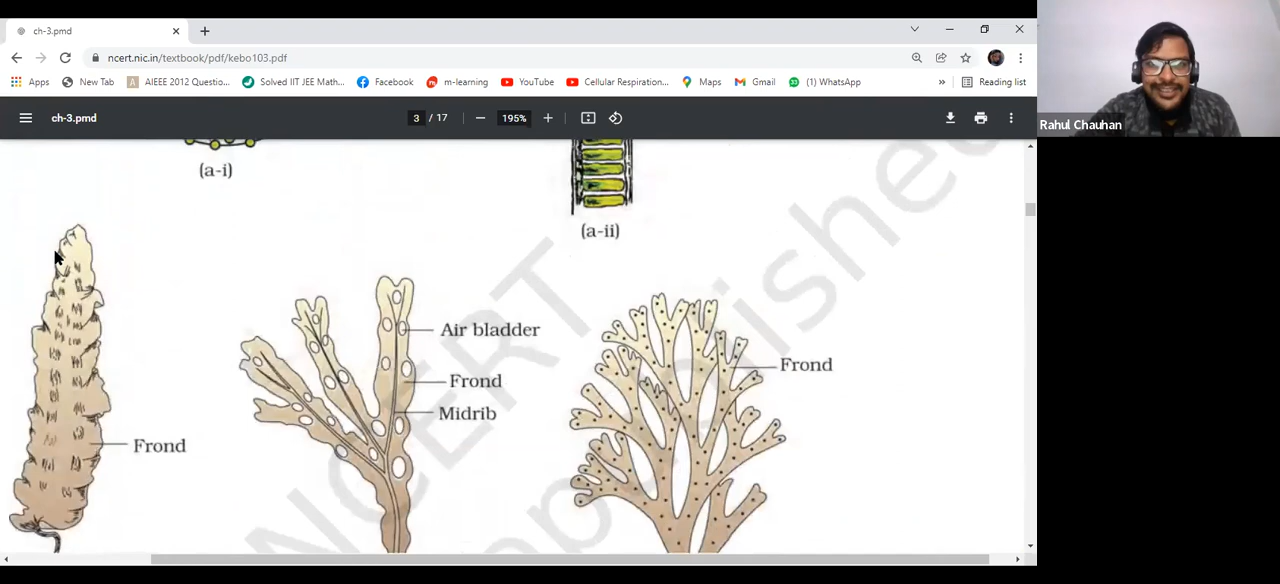 ch-3.pmd
ncert.nic.in/textbook/pdf/kebo103.pdf
Apps New Tab AIEEE 2012 Questio... Solved IIT JEE Math... Facebook m-learning YouTube Cellular Respiration... Maps Gmail (1) WhatsApp » Reading list
ch-3.pmd 3 / 17 195%
Rahul Chauhan
(a-i)
(a-ii)
Air bladder
Frond
Frond
Midrib
Frond
NCERT